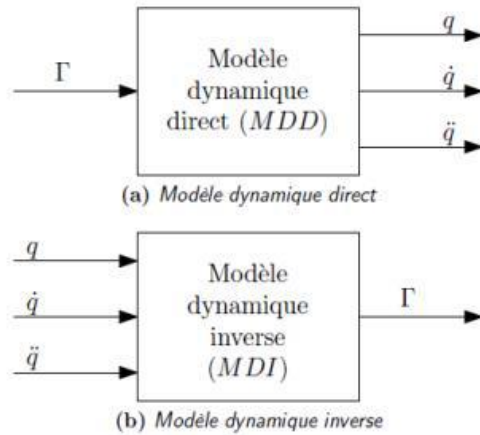 q
Γ
Modèle
dynamique
direct (MDD)
q̇
q̈
(a) Modèle dynamique direct
q
q̇
q̈
Modèle
dynamique
inverse
(MDI)
Γ
(b) Modèle dynamique inverse